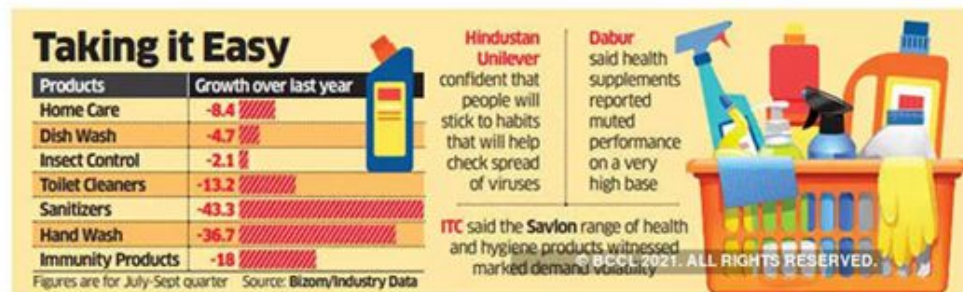 Taking it Easy
Products Growth over last year
Home Care -8.4
Dish Wash -4.7
Insect Control -2.1
Toilet Cleaners -13.2
Sanitizers -43.3
Hand Wash -36.7
Immunity Products -18
Figures are for July-Sept quarter Source: Bizom/Industry Data
Hindustan
Unilever
confident that
people will
stick to habits
that will help
check spread
of viruses
Dabur
said health
supplements
reported
muted
performance
on a very
high base
ITC said the Savlon range of health
and hygiene products witnessed
marked demand volatility
© BCCL 2021. ALL RIGHTS RESERVED.